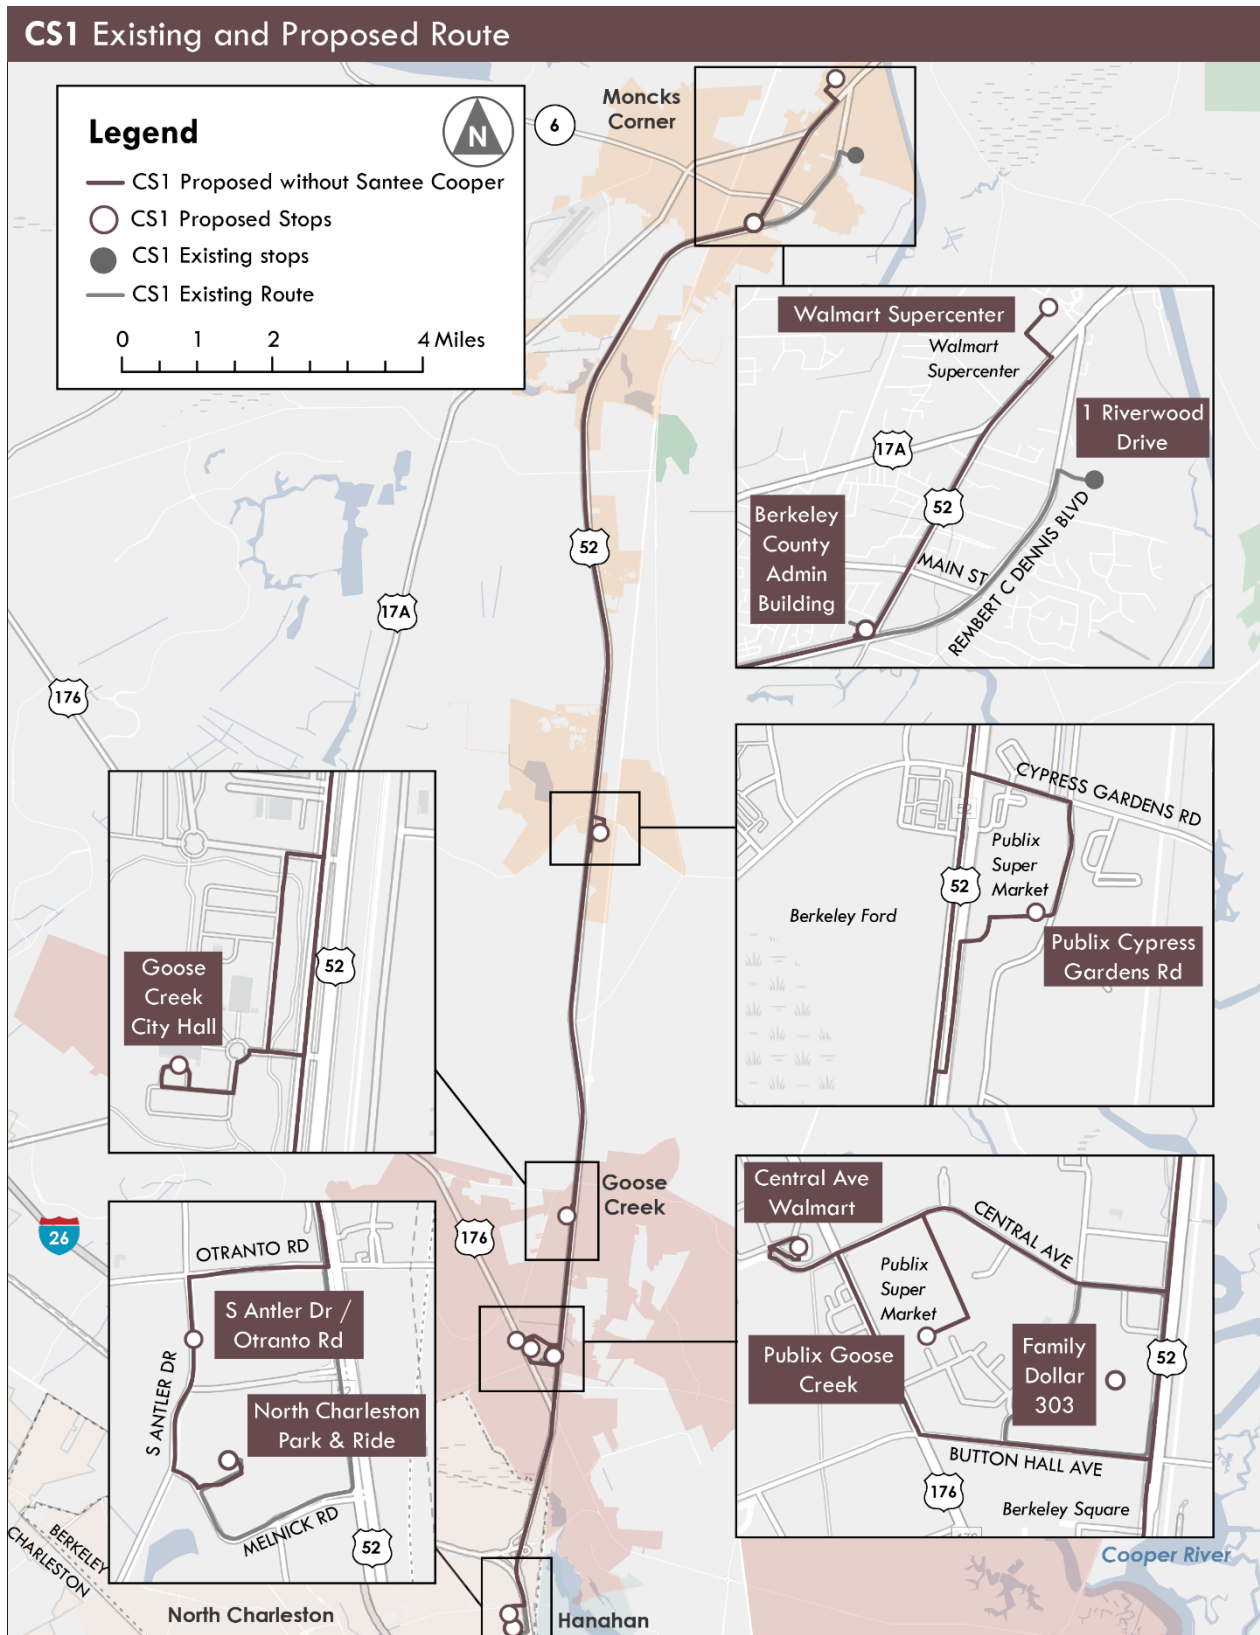 CS1 Existing and Proposed Route
Legend
N
CS1 Proposed without Santee Cooper
CS1 Proposed Stops
CS1 Existing stops
CS1 Existing Route
0 1 2 4 Miles
Moncks
Corner
6
Walmart Supercenter
Walmart
Supercenter
1 Riverwood
Drive
17A
52
Berkeley
County
Admin
Building
MAIN ST
REMBERT C DENNIS BLVD
52
17A
176
CYPRESS GARDENS RD
52
Publix
Super
Market
52
Berkeley Ford
Publix Cypress
Gardens Rd
Goose
Creek
City Hall
52
Goose
Creek
176
26
OTRANTO RD
S Antler Dr /
Otranto Rd
S ANTLER DR
North Charleston
Park & Ride
MELNICK RD
52
Central Ave
Walmart
CENTRAL AVE
Publix
Super
Market
Publix Goose
Creek
Family
Dollar
303
52
BUTTON HALL AVE
176
Berkeley Square
Cooper River
BERKELEY
CHARLESTON
North Charleston
Hanahan